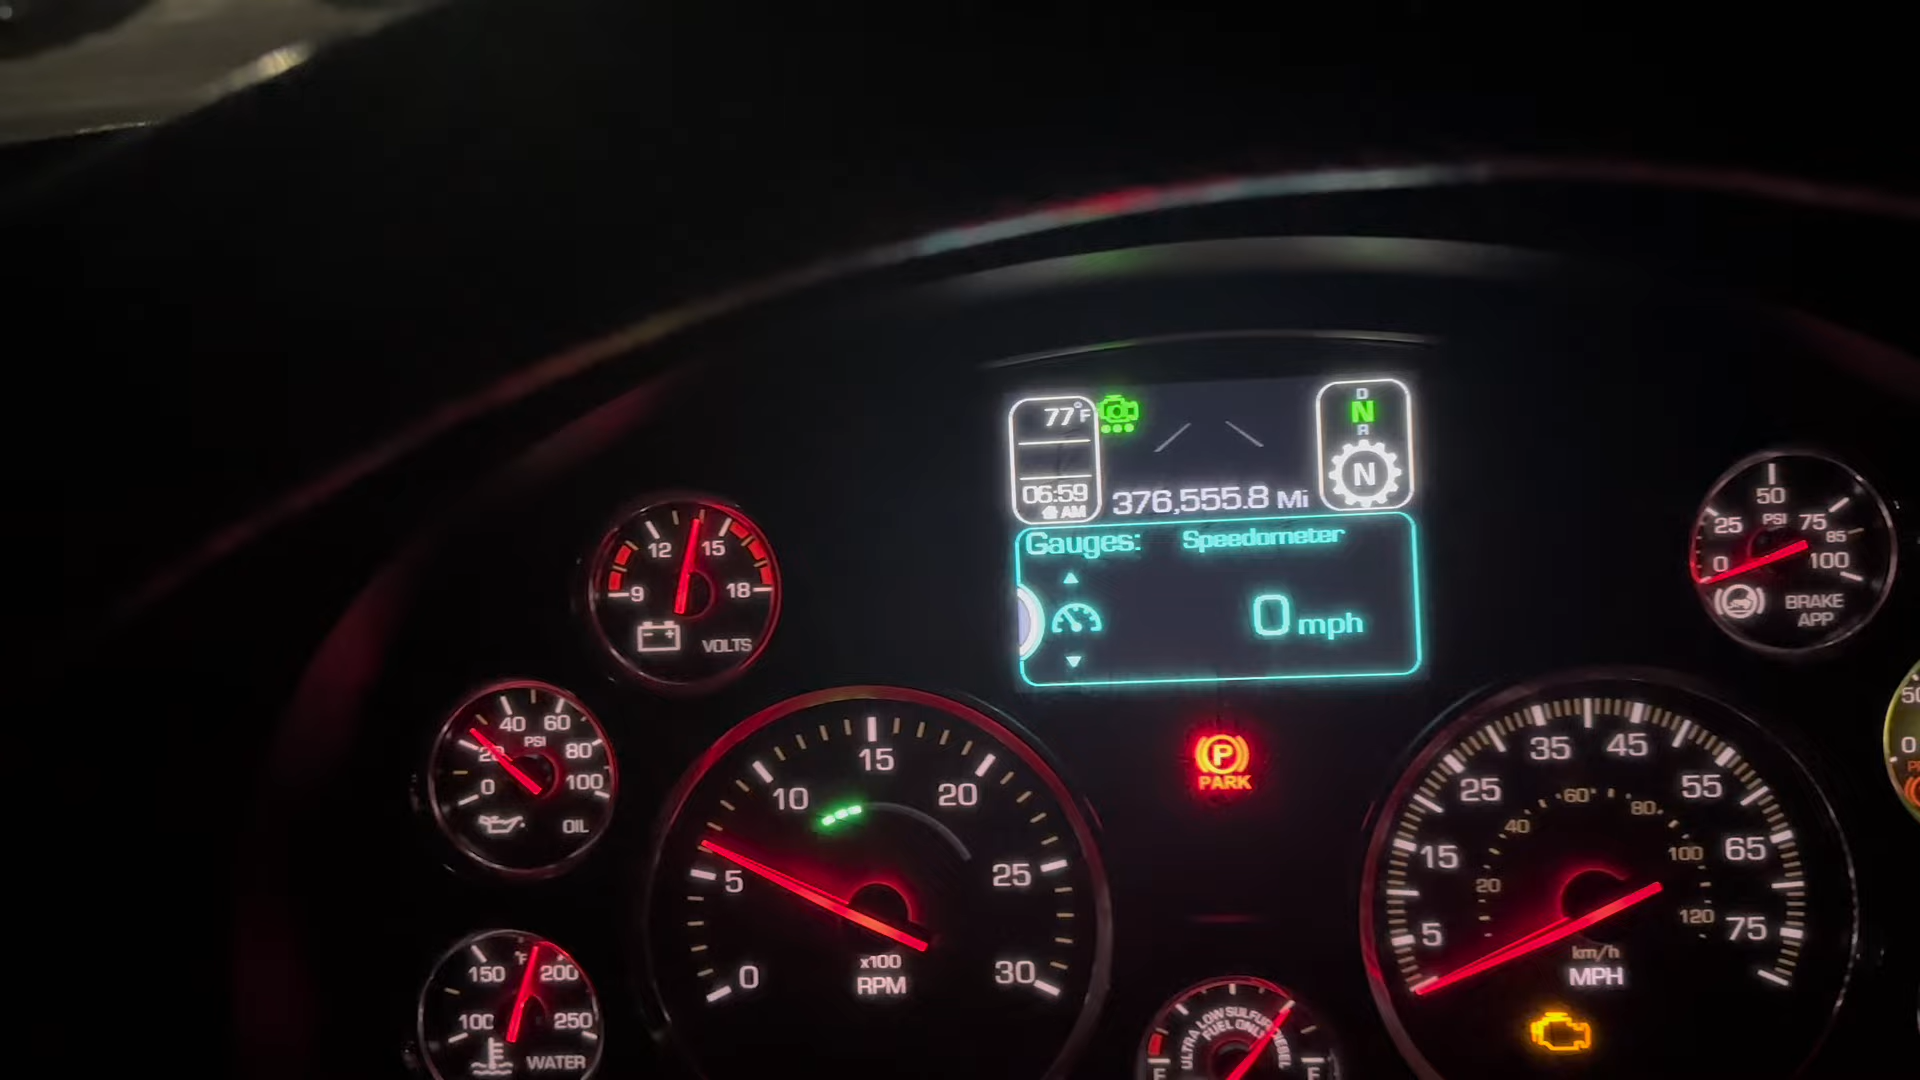 77°F
06:59
AM
376,555.8 Mi
D
N
R
N
Gauges: Speedometer
0 mph
PARK
12 15
9 18
VOLTS
40 60
PSI
20 80
0 100
OIL
150 °F 200
100 250
WATER
15
10 20
5 25
0 30
x100
RPM
ULTRA LOW SULFUR DIESEL
FUEL ONLY
35 45
25 55
15 65
5 75
60 80
40 100
20 120
km/h
MPH
50
25 PSI 75
85
0 100
BRAKE
APP
50
0